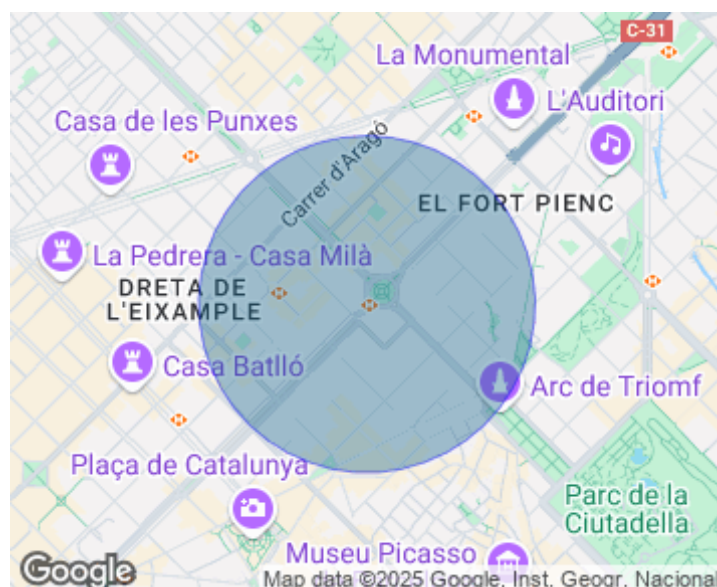 C-31
La Monumental
L'Auditori
Casa de les Punxes
Carrer d'Aragó
EL FORT PIENC
La Pedrera - Casa Milà
DRETA DE
L'EIXAMPLE
Casa Batlló
Arc de Triomf
Plaça de Catalunya
Parc de la
Ciutadella
Museu Picasso
Google
Map data ©2025 Google, Inst. Geogr. Nacional